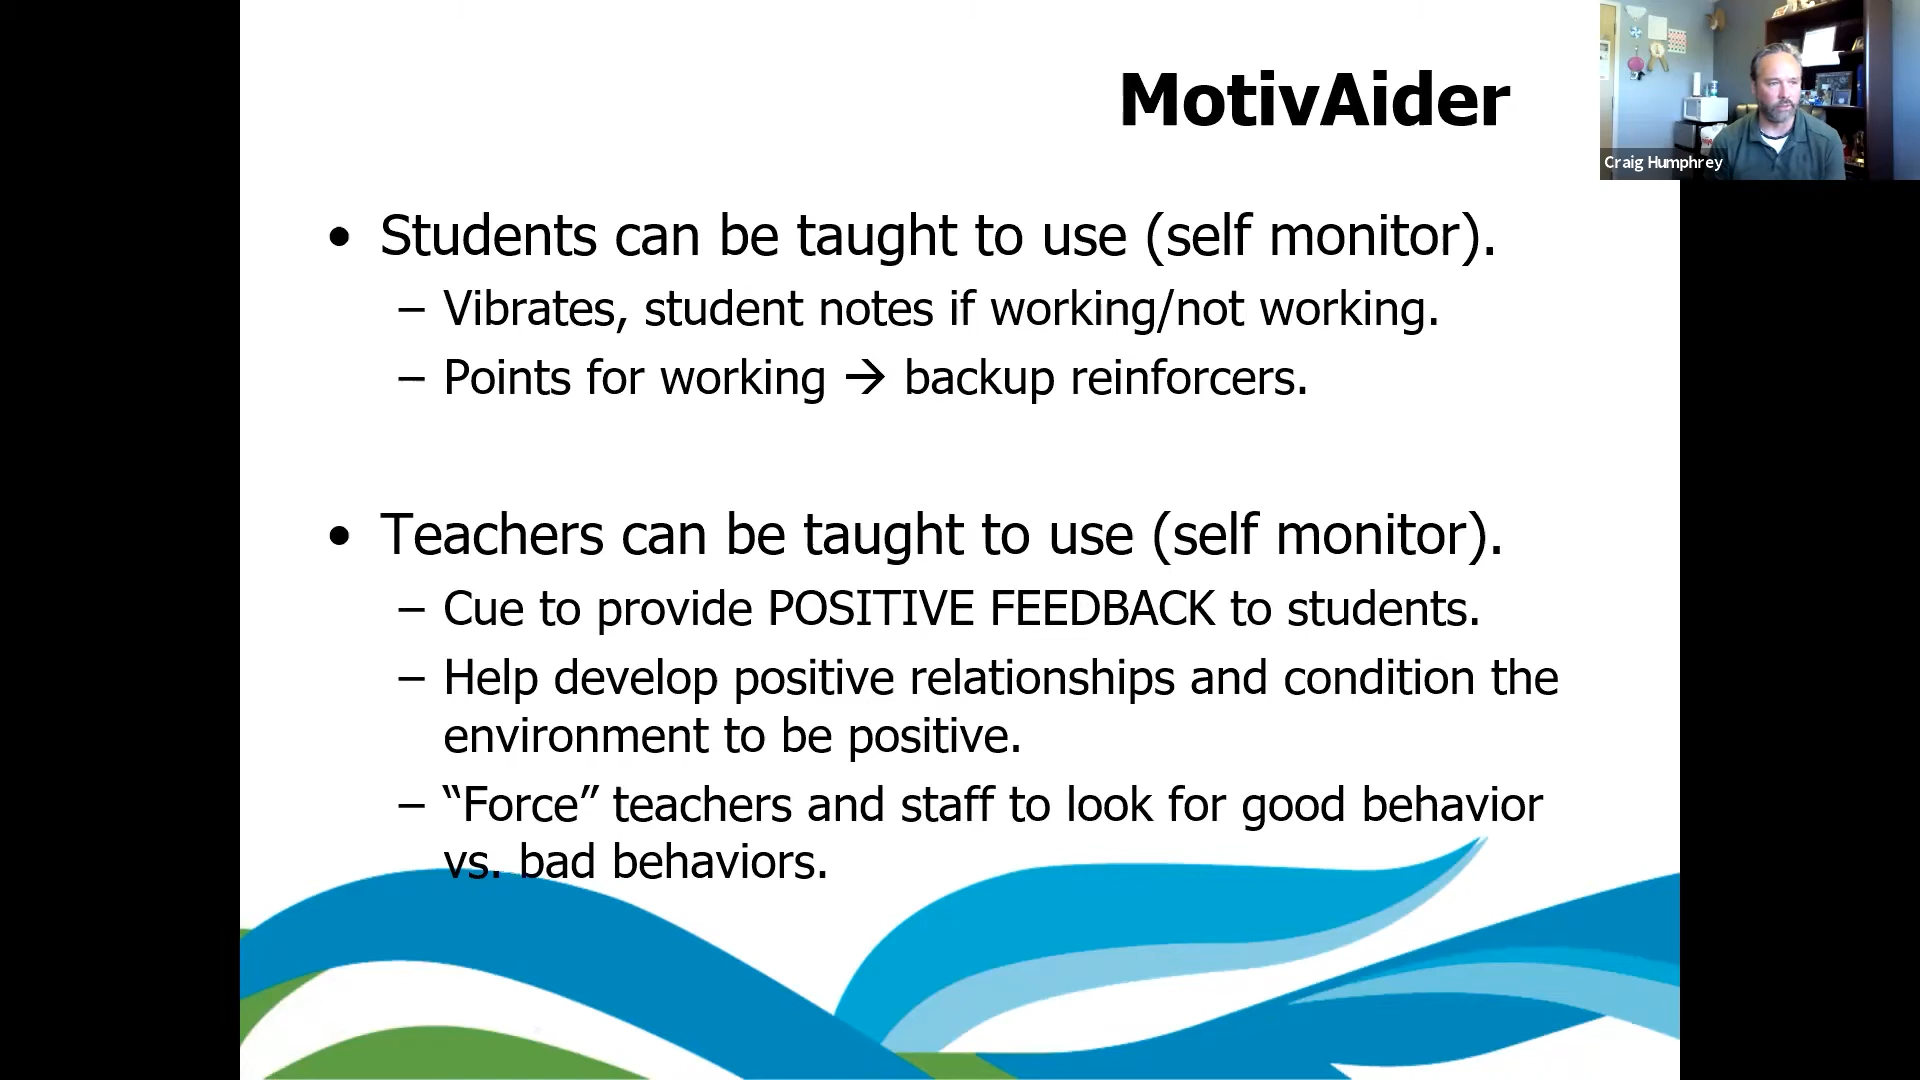 MotivAider
Craig Humphrey
• Students can be taught to use (self monitor).
– Vibrates, student notes if working/not working.
– Points for working → backup reinforcers.
• Teachers can be taught to use (self monitor).
– Cue to provide POSITIVE FEEDBACK to students.
– Help develop positive relationships and condition the
environment to be positive.
– “Force” teachers and staff to look for good behavior
vs. bad behaviors.